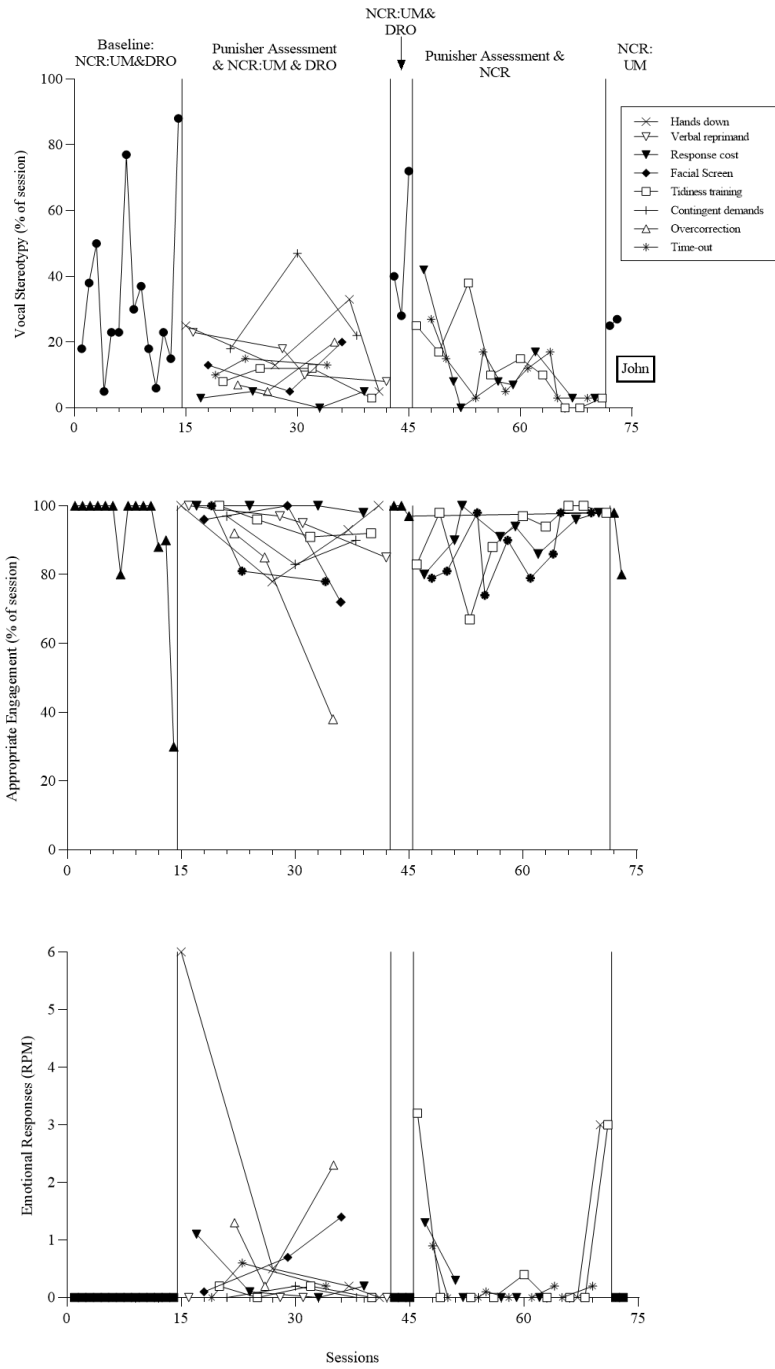 NCR:UM&
DRO
Baseline:
NCR:UM&DRO
Punisher Assessment
& NCR:UM & DRO
Punisher Assessment &
NCR
NCR:
UM
100
80
60
40
20
0
Vocal Stereotypy (% of session)
0
15
30
45
60
75
Hands down
Verbal reprimand
Response cost
Facial Screen
Tidiness training
Contingent demands
Overcorrection
Time-out
John
100
80
60
40
20
0
Appropriate Engagement (% of session)
0
15
30
45
60
75
6
5
4
3
2
1
0
Emotional Responses (RPM)
0
15
30
45
60
75
Sessions